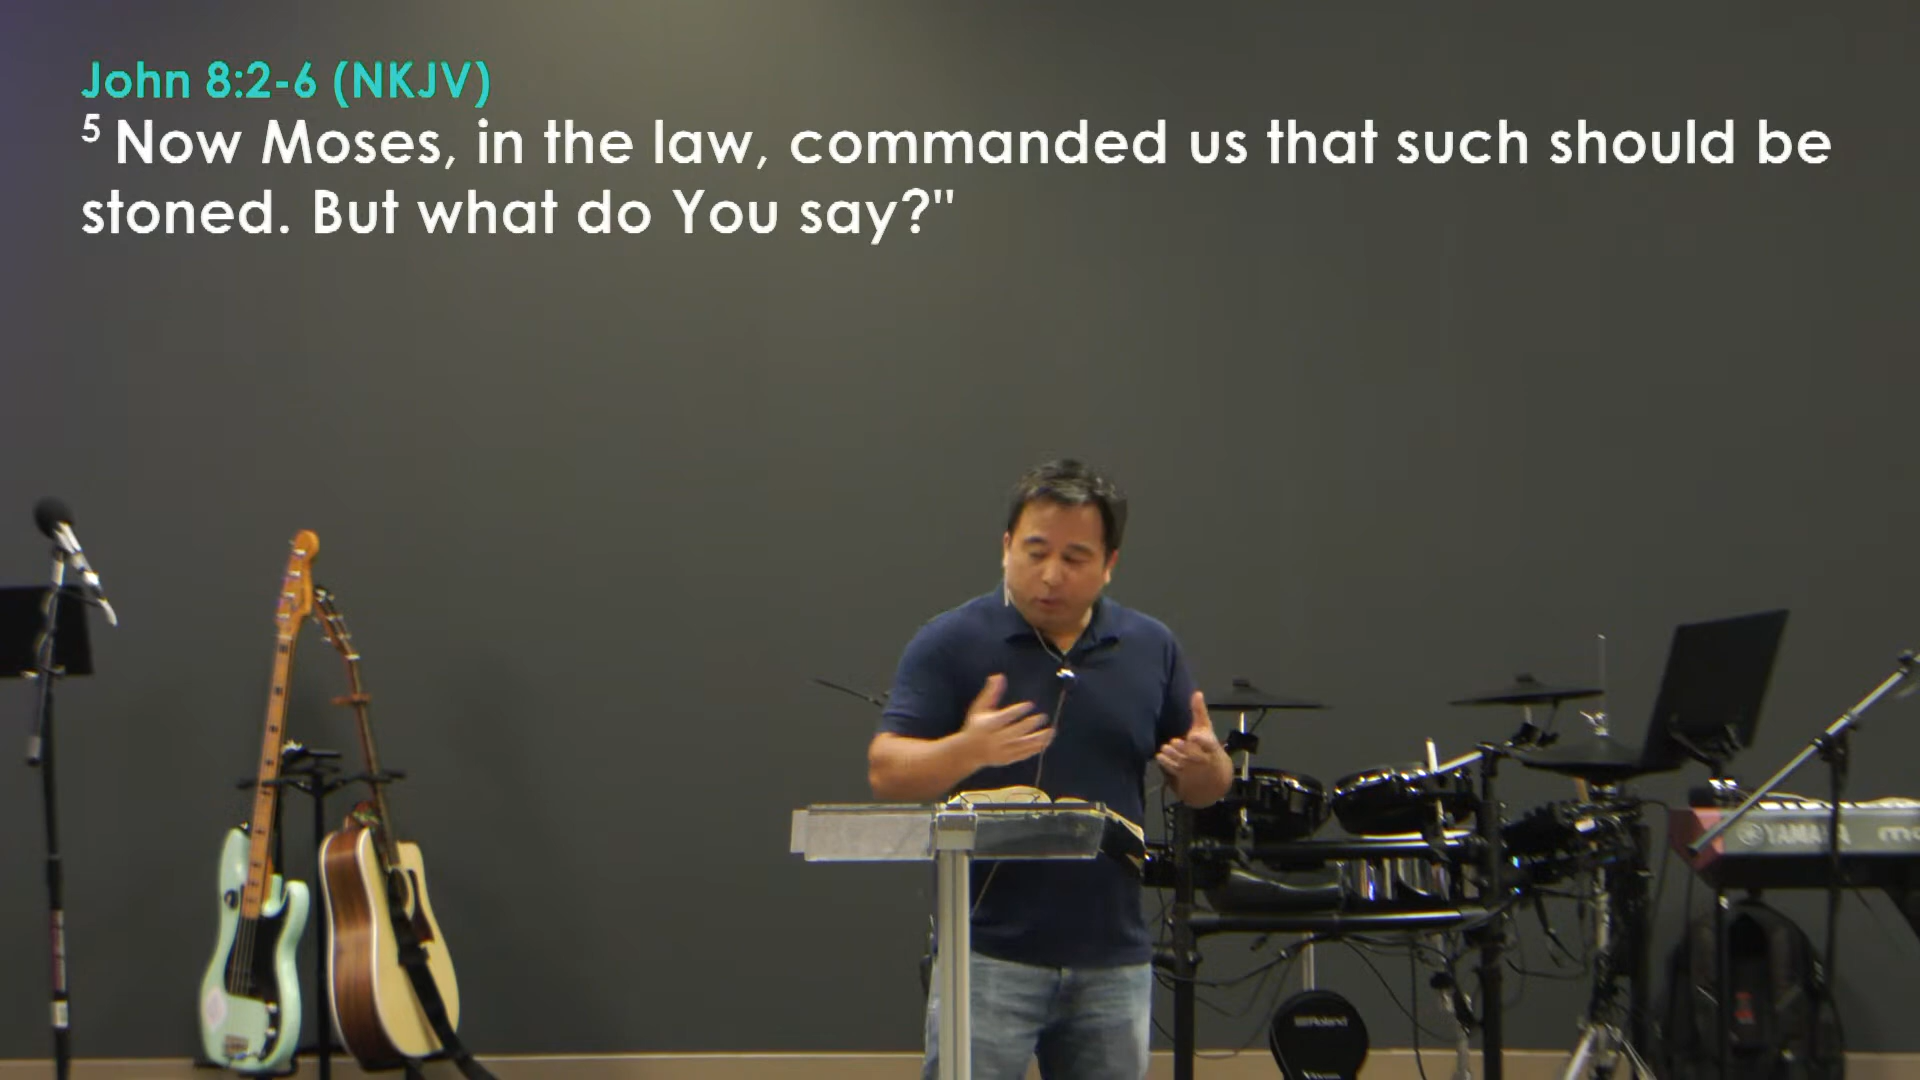 John 8:2-6 (NKJV)
5 Now Moses, in the law, commanded us that such should be
stoned. But what do You say?"
YAMAHA
Roland